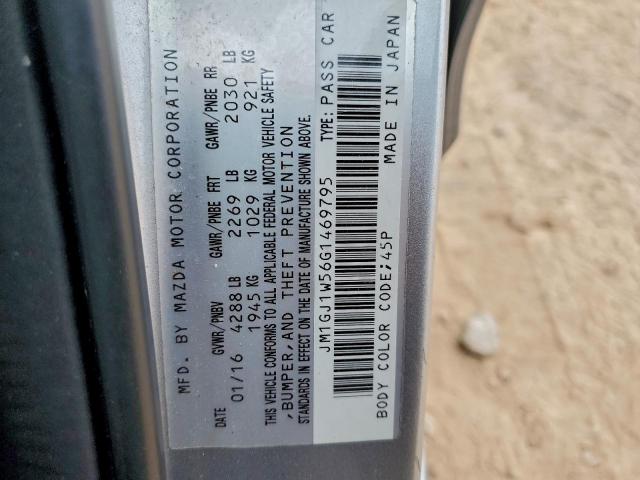 MFD. BY MAZDA MOTOR CORPORATION
GVWR/PNBV GAWR/PNBE FRT GAWR/PNBE RR
01/16 4288 LB 2269 LB 2030 LB
1945 KG 1029 KG 921 KG
THIS VEHICLE CONFORMS TO ALL APPLICABLE FEDERAL MOTOR VEHICLE SAFETY
,BUMPER,AND THEFT PREVENTION
STANDARDS IN EFFECT ON THE DATE OF MANUFACTURE SHOWN ABOVE.
JM1GJ1W56G1469795 TYPE: PASS CAR
BODY COLOR CODE;45P MADE IN JAPAN